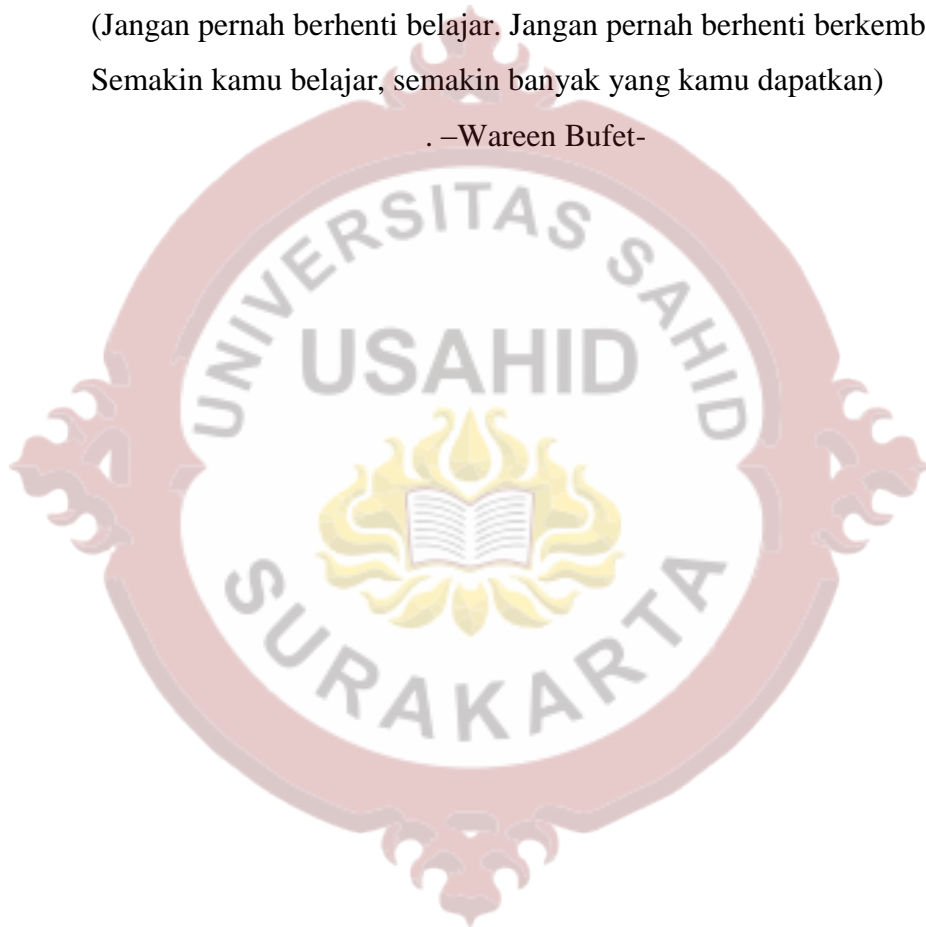 (Jangan pernah berhenti belajar. Jangan pernah berhenti berkemb
Semakin kamu belajar, semakin banyak yang kamu dapatkan)
. –Wareen Bufet-
UNIVERSITAS SAHID
USAHID
SURAKARTA